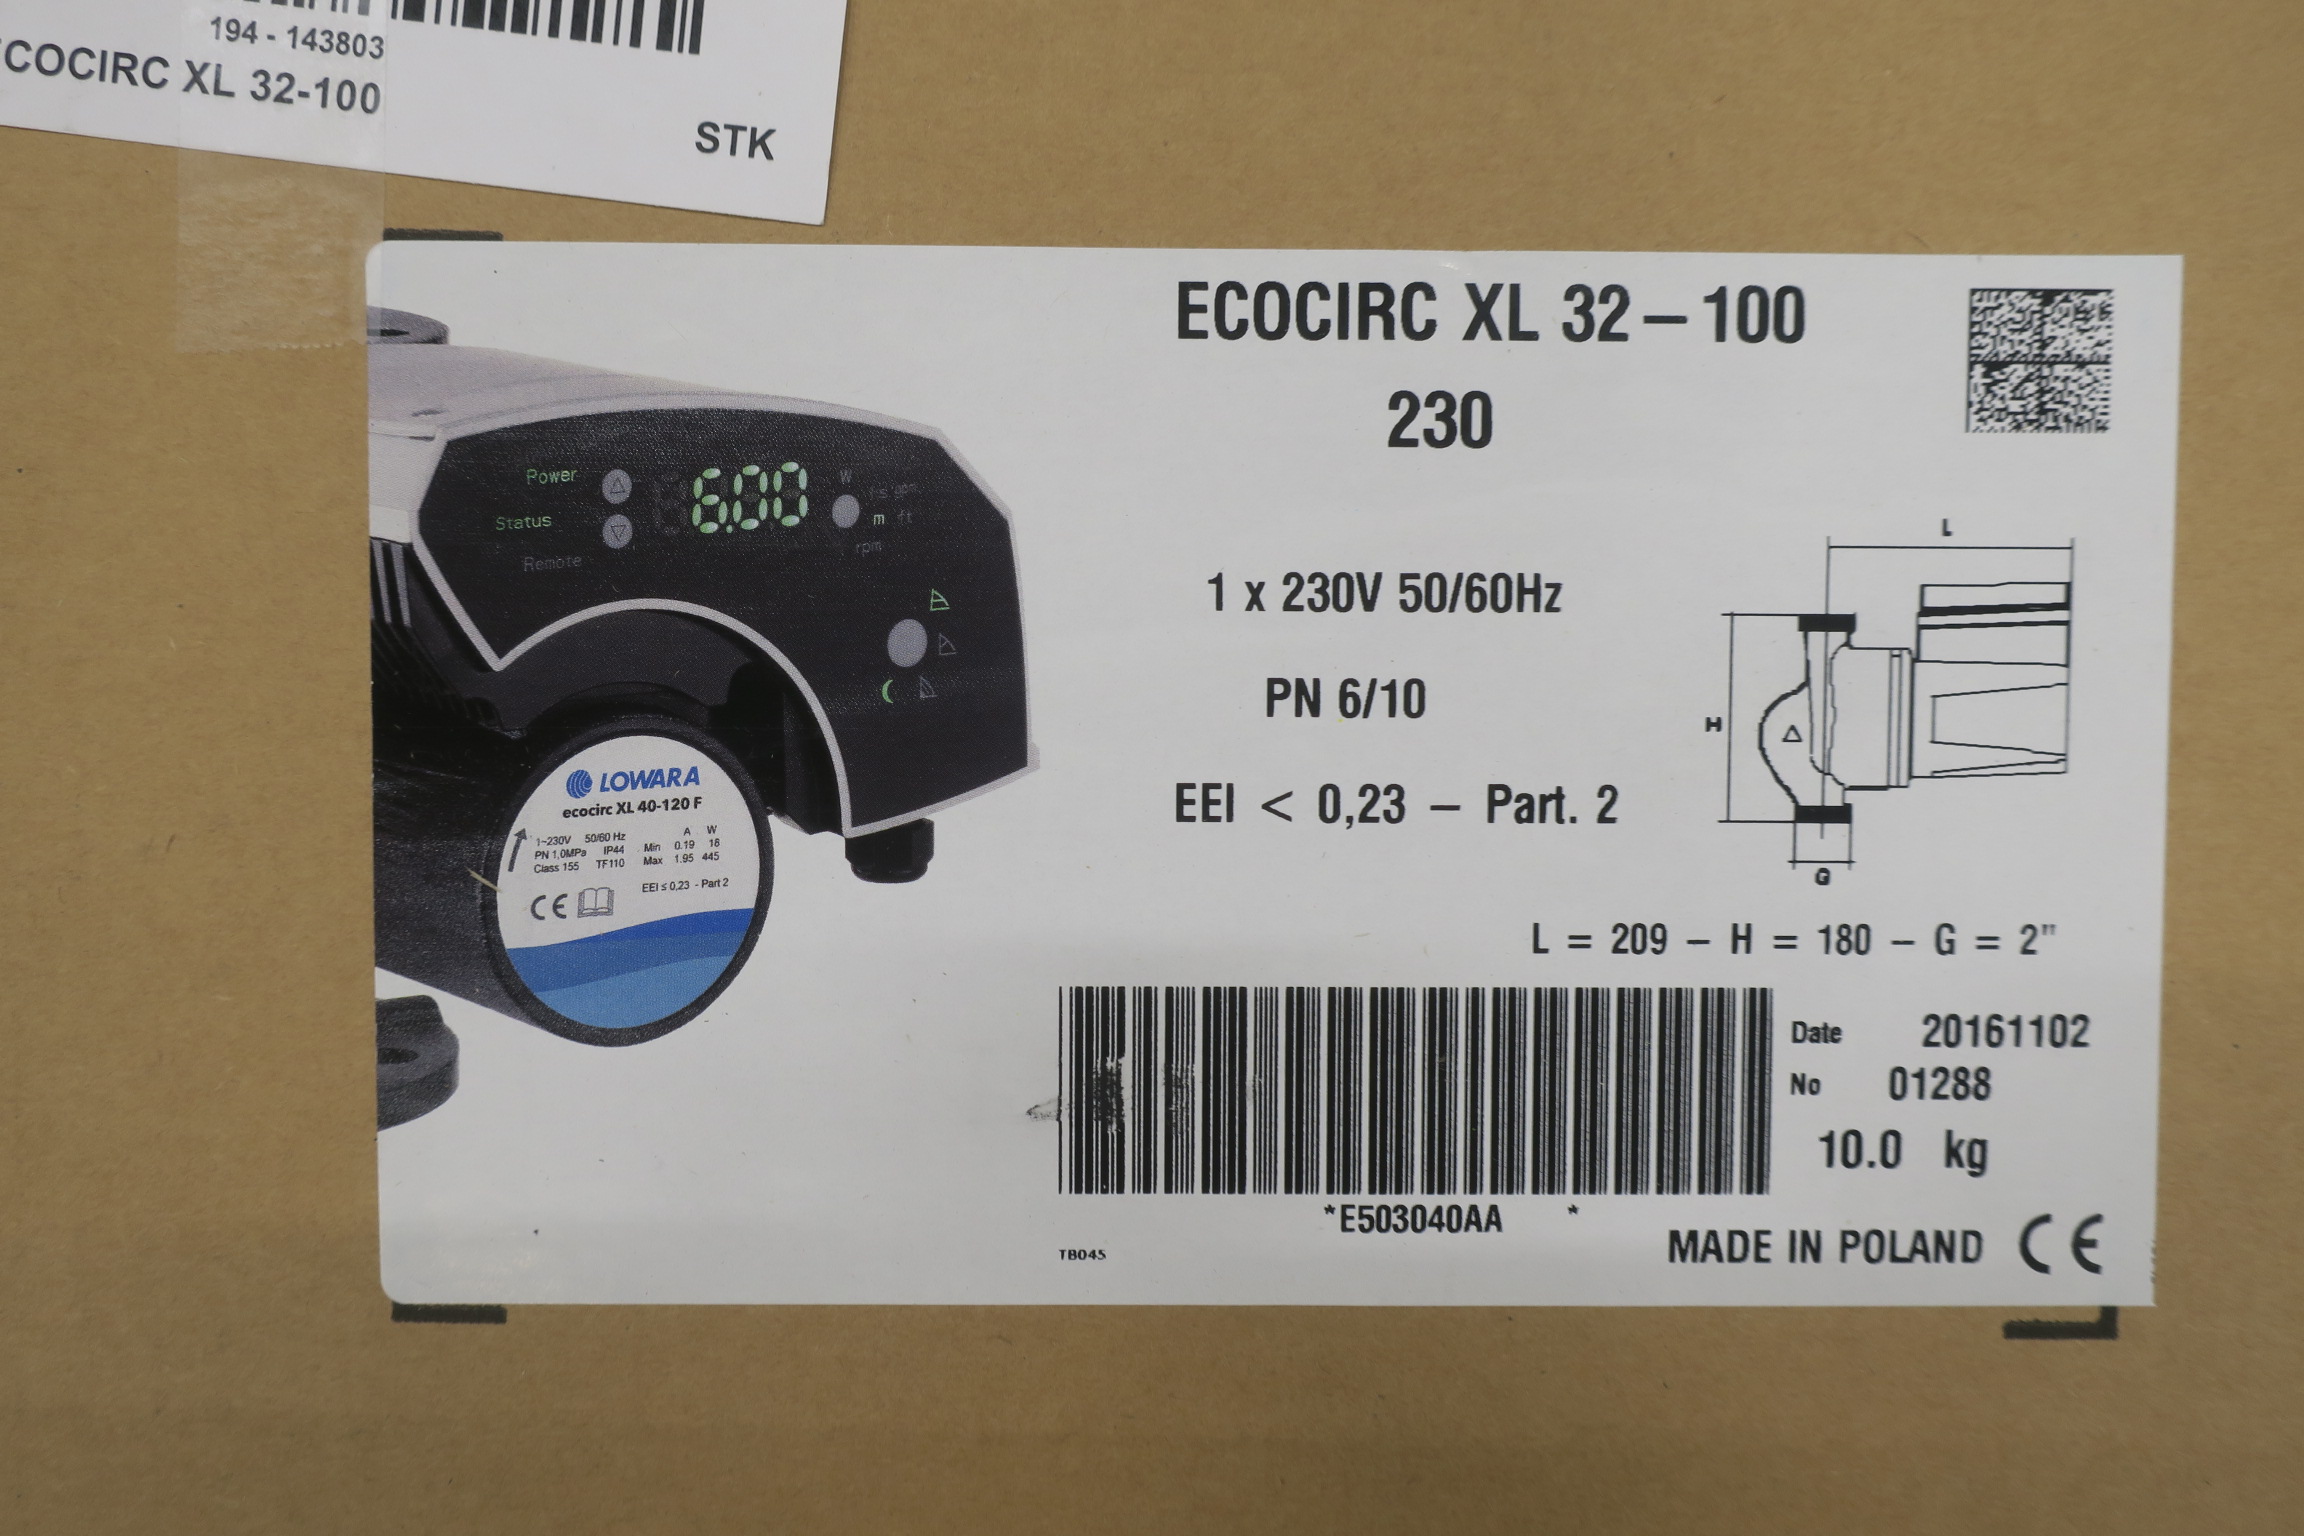 194 - 143803
COCIRC XL 32-100
STK
ECOCIRC XL 32 – 100
230
Power
Status
Remote
6.00
W
m ft
rpm
LOWARA
ecocirc XL 40-120 F
1~230V 50/60 Hz
PN 1,0MPa IP44
Class 155 TF110
A W
Min 0.19 18
Max 1.95 445
EEI ≤ 0,23 - Part 2
CE
1 x 230V 50/60Hz
PN 6/10
EEI < 0,23 – Part. 2
L
H
G
L = 209 – H = 180 – G = 2"
Date 20161102
No 01288
10.0 kg
*E503040AA *
TB045
MADE IN POLAND CE